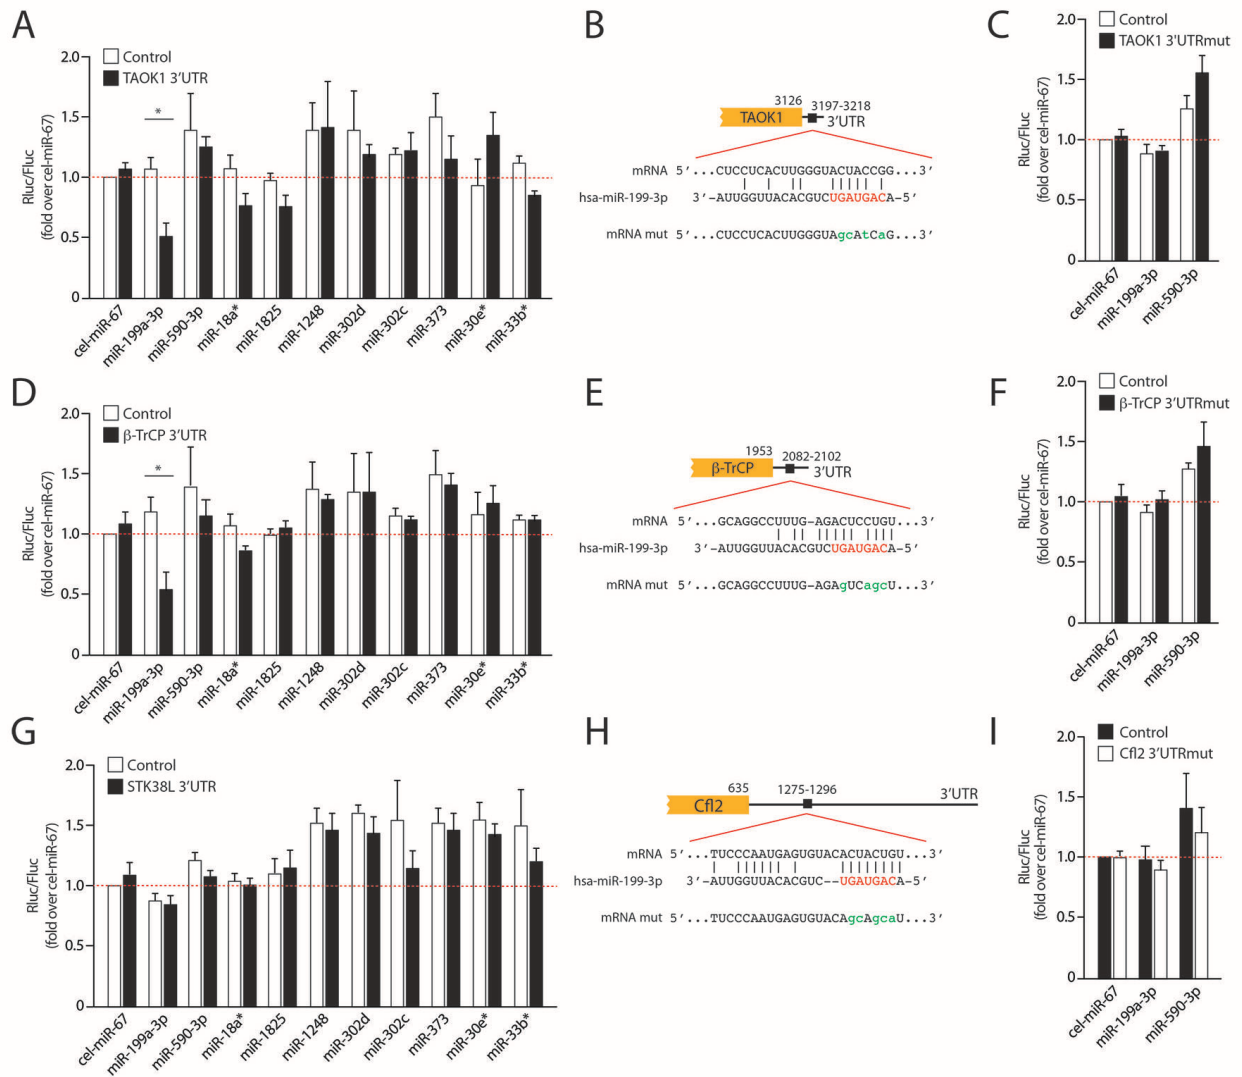 A
Control
TAOK1 3’UTR
Rluc/Fluc
(fold over cel-miR-67)
2.0
1.5
1.0
0.5
0
*
cel-miR-67
miR-199a-3p
miR-590-3p
miR-18a*
miR-1825
miR-1248
miR-302d
miR-302c
miR-373
miR-30e*
miR-33b*
B
3126
3197-3218
TAOK1
3’UTR
mRNA 5’...CUCCUCACUUGGGUACUACCGG...3’
hsa-miR-199-3p 3’-AUUGGUUACACGUCUGAUGACA-5’
mRNA mut 5’...CUCCUCACUUGGGUAgcAtCaG...3’
C
Control
TAOK1 3’UTRmut
Rluc/Fluc
(fold over cel-miR-67)
2.0
1.5
1.0
0.5
0
cel-miR-67
miR-199a-3p
miR-590-3p
D
Control
β-TrCP 3’UTR
Rluc/Fluc
(fold over cel-miR-67)
2.0
1.5
1.0
0.5
0
*
cel-miR-67
miR-199a-3p
miR-590-3p
miR-18a*
miR-1825
miR-1248
miR-302d
miR-302c
miR-373
miR-30e*
miR-33b*
E
1953
2082-2102
β-TrCP
3’UTR
mRNA 5’...GCAGGCCUUUG-AGACUCCUGU...3’
hsa-miR-199-3p 3’-AUUGGUUACACGUCUGAUGACA-5’
mRNA mut 5’...GCAGGCCUUUG-AGAgUCagcU...3’
F
Control
β-TrCP 3’UTRmut
Rluc/Fluc
(fold over cel-miR-67)
2.0
1.5
1.0
0.5
0
cel-miR-67
miR-199a-3p
miR-590-3p
G
Control
STK38L 3’UTR
Rluc/Fluc
(fold over cel-miR-67)
2.0
1.5
1.0
0.5
0
cel-miR-67
miR-199a-3p
miR-590-3p
miR-18a*
miR-1825
miR-1248
miR-302d
miR-302c
miR-373
miR-30e*
miR-33b*
H
635
1275-1296
3’UTR
Cfl2
mRNA 5’...TUCCCAAUGAGUGUACACUACUGU...3’
hsa-miR-199-3p 3’-AUUGGUUACACGUC--UGAUGACA-5’
mRNA mut 5’...TUCCCAAUGAGUGUACAgcAgcaU...3’
I
Control
Cfl2 3’UTRmut
Rluc/Fluc
(fold over cel-miR-67)
2.0
1.5
1.0
0.5
0
cel-miR-67
miR-199a-3p
miR-590-3p